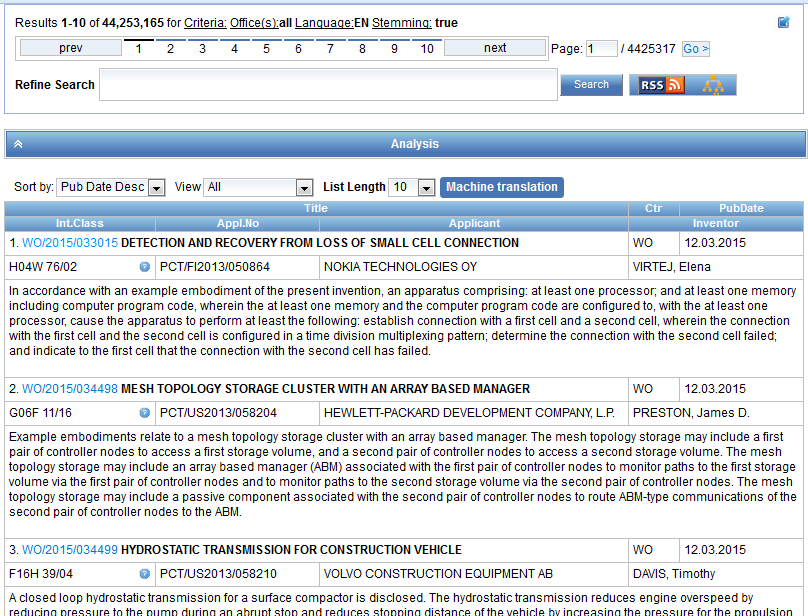 Results 1-10 of 44,253,165 for Criteria: Office(s):all Language:EN Stemming: true
prev 1 2 3 4 5 6 7 8 9 10 next Page: 1 / 4425317 Go >
Refine Search Search RSS
Analysis
Sort by: Pub Date Desc View All List Length 10 Machine translation
Title Ctr PubDate
Int.Class Appl.No Applicant Inventor
1. WO/2015/033015 DETECTION AND RECOVERY FROM LOSS OF SMALL CELL CONNECTION WO 12.03.2015
H04W 76/02 PCT/FI2013/050864 NOKIA TECHNOLOGIES OY VIRTEJ, Elena
In accordance with an example embodiment of the present invention, an apparatus comprising: at least one processor; and at least one memory
including computer program code, wherein the at least one memory and the computer program code are configured to, with the at least one
processor, cause the apparatus to perform at least the following: establish connection with a first cell and a second cell, wherein the connection
with the first cell and the second cell is configured in a time division multiplexing pattern; determine the connection with the second cell failed;
and indicate to the first cell that the connection with the second cell has failed.
2. WO/2015/034498 MESH TOPOLOGY STORAGE CLUSTER WITH AN ARRAY BASED MANAGER WO 12.03.2015
G06F 11/16 PCT/US2013/058204 HEWLETT-PACKARD DEVELOPMENT COMPANY, L.P. PRESTON, James D.
Example embodiments relate to a mesh topology storage cluster with an array based manager. The mesh topology storage may include a first
pair of controller nodes to access a first storage volume, and a second pair of controller nodes to access a second storage volume. The mesh
topology storage may include an array based manager (ABM) associated with the first pair of controller nodes to monitor paths to the first storage
volume via the first pair of controller nodes and to monitor paths to the second storage volume via the second pair of controller nodes. The mesh
topology storage may include a passive component associated with the second pair of controller nodes to route ABM-type communications of the
second pair of controller nodes to the ABM.
3. WO/2015/034499 HYDROSTATIC TRANSMISSION FOR CONSTRUCTION VEHICLE WO 12.03.2015
F16H 39/04 PCT/US2013/058210 VOLVO CONSTRUCTION EQUIPMENT AB DAVIS, Timothy
A closed loop hydrostatic transmission for a surface compactor is disclosed. The hydrostatic transmission reduces engine overspeed by
reducing pressure to the pump during an abrupt stop and reduces stopping distance of the vehicle by increasing the pressure for the propulsion